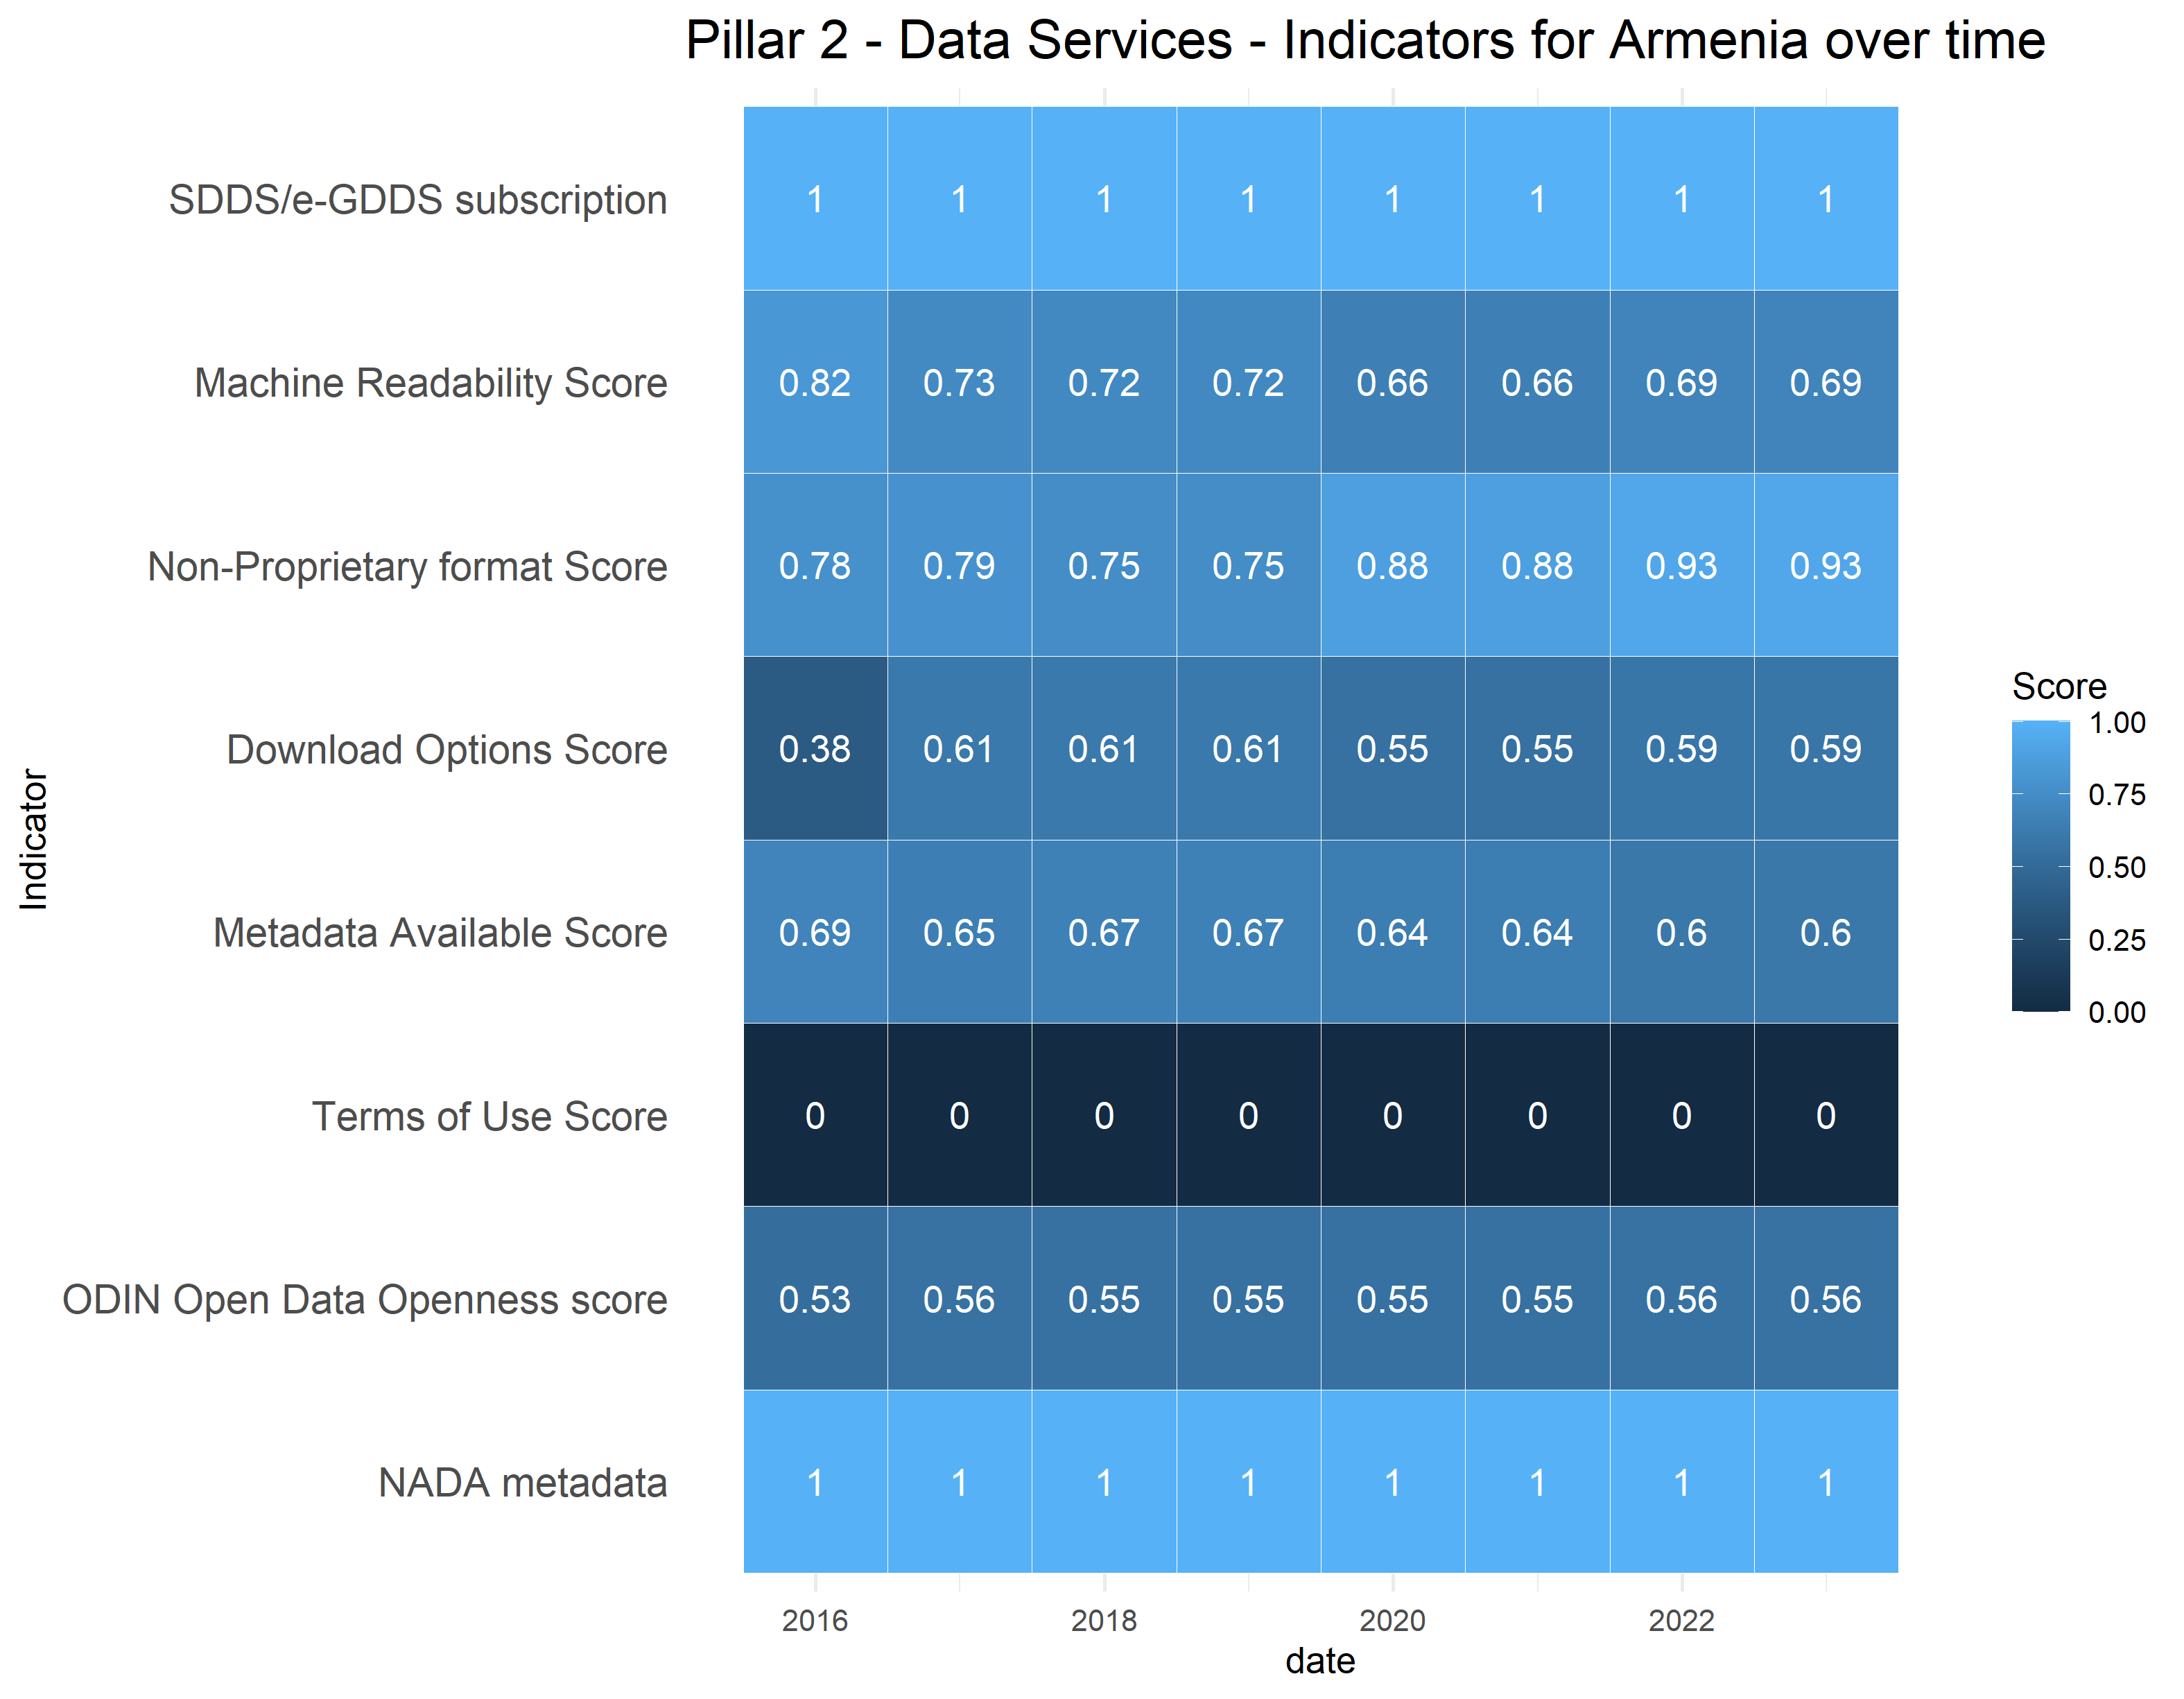 Pillar 2 - Data Services - Indicators for Armenia over time
Indicator
SDDS/e-GDDS subscription 1 1 1 1 1 1 1 1
Machine Readability Score 0.82 0.73 0.72 0.72 0.66 0.66 0.69 0.69
Non-Proprietary format Score 0.78 0.79 0.75 0.75 0.88 0.88 0.93 0.93
Download Options Score 0.38 0.61 0.61 0.61 0.55 0.55 0.59 0.59
Metadata Available Score 0.69 0.65 0.67 0.67 0.64 0.64 0.6 0.6
Terms of Use Score 0 0 0 0 0 0 0 0
ODIN Open Data Openness score 0.53 0.56 0.55 0.55 0.55 0.55 0.56 0.56
NADA metadata 1 1 1 1 1 1 1 1
2016 2018 2020 2022
date
Score
1.00
0.75
0.50
0.25
0.00